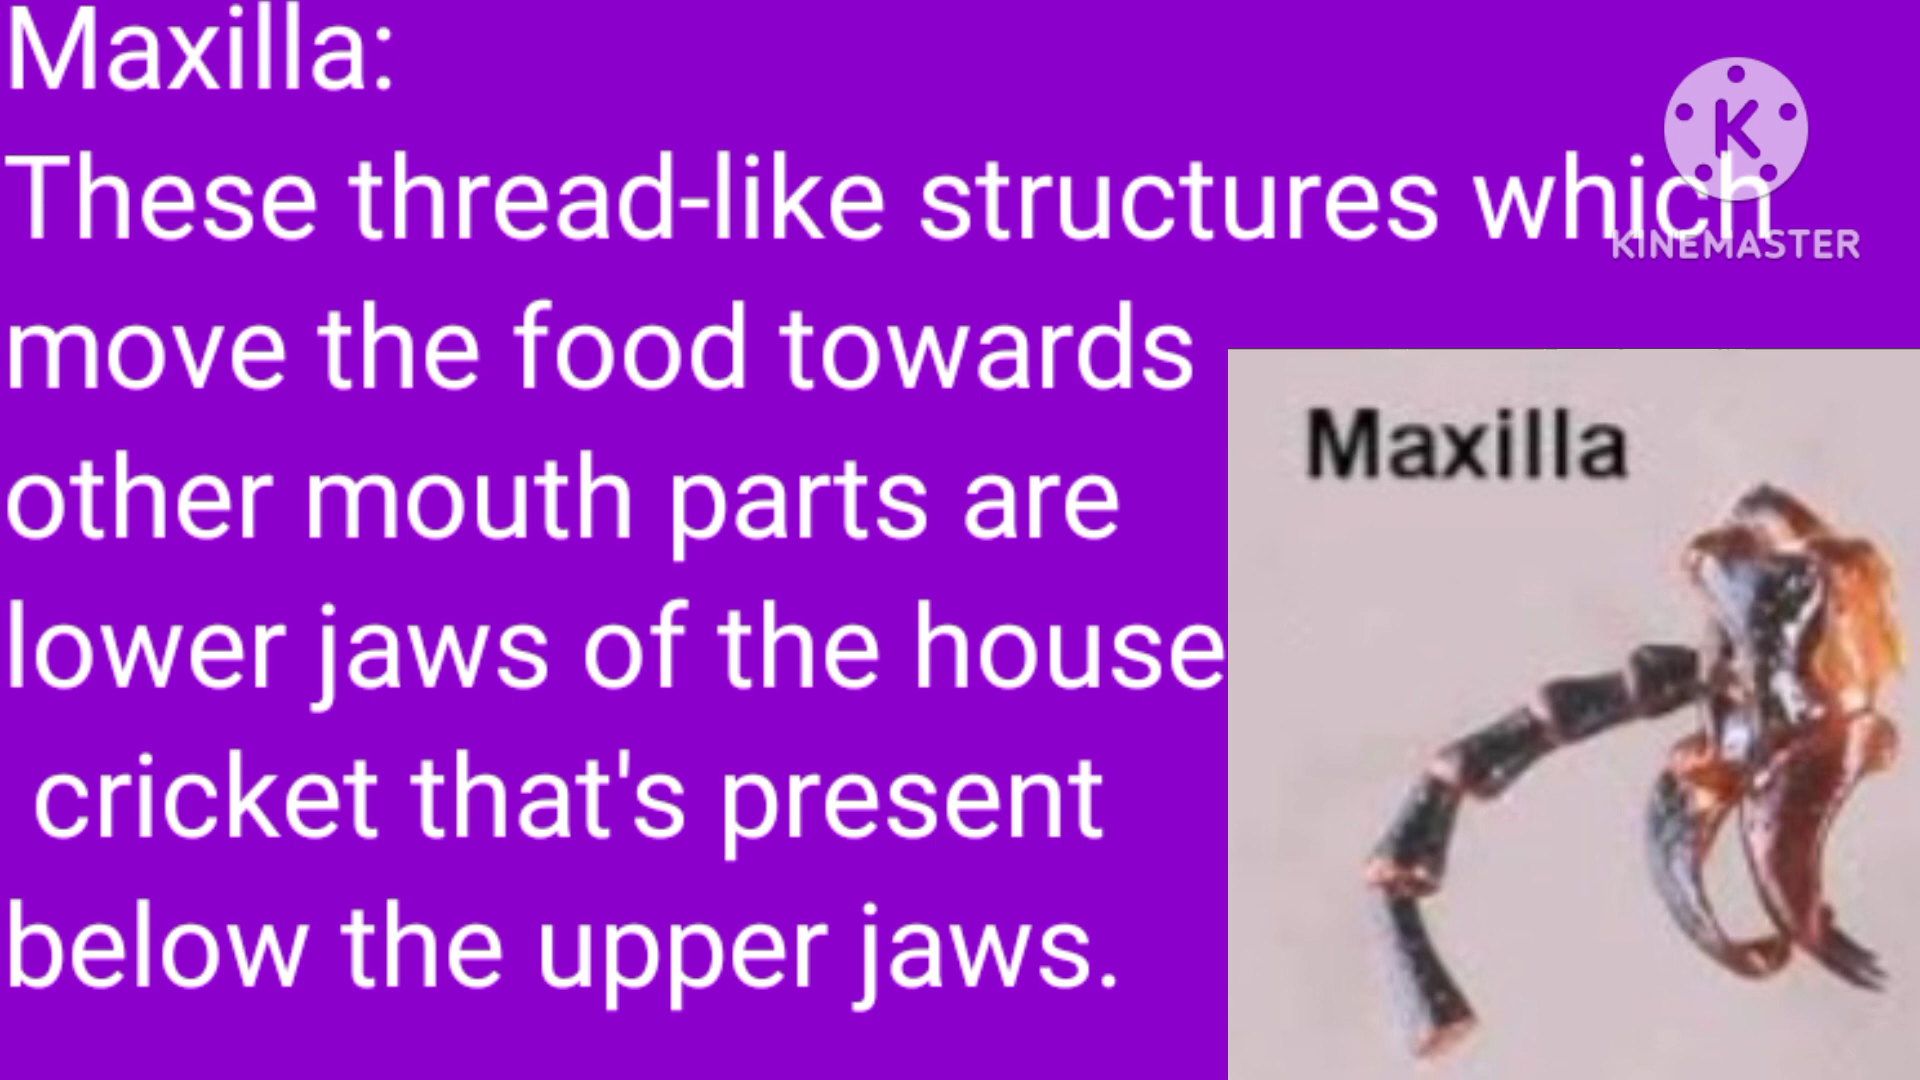 Maxilla:
These thread-like structures which
KINEMASTER
move the food towards
other mouth parts are
lower jaws of the house
cricket that's present
below the upper jaws.
Maxilla